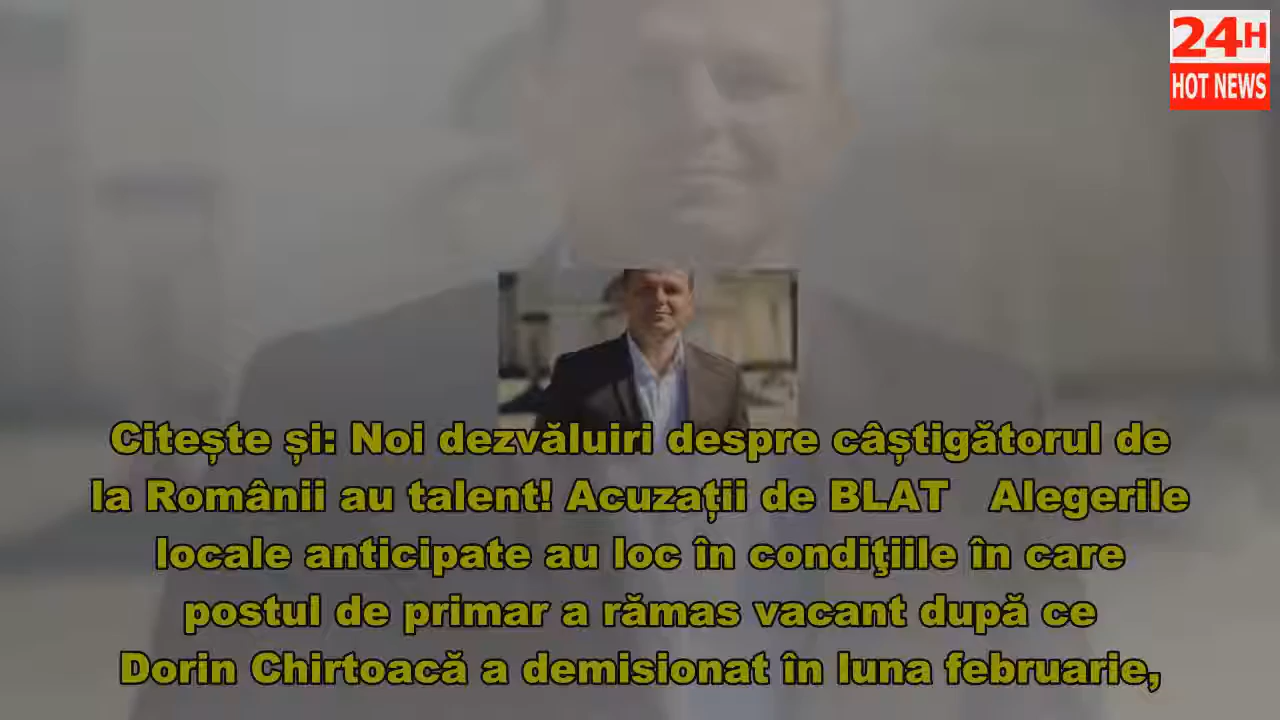 24H
HOT NEWS
Citește și: Noi dezvăluiri despre câștigătorul de
la Românii au talent! Acuzații de BLAT   Alegerile
locale anticipate au loc în condiţiile în care
postul de primar a rămas vacant după ce
Dorin Chirtoacă a demisionat în luna februarie,